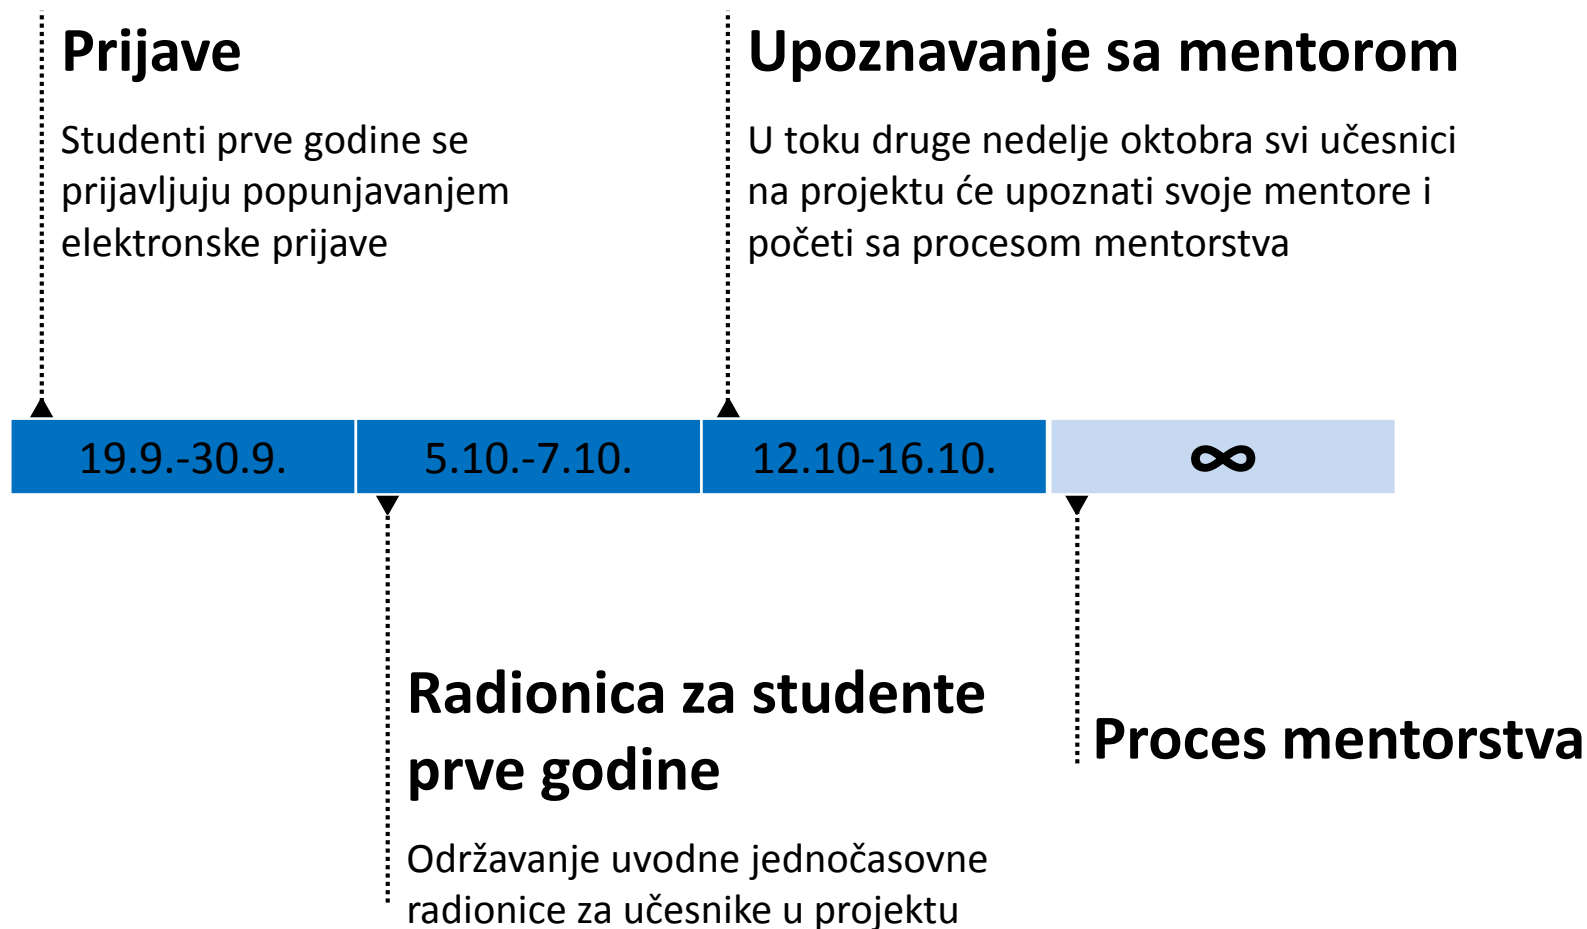 Prijave
Studenti prve godine se
prijavljuju popunjavanjem
elektronske prijave
Upoznavanje sa mentorom
U toku druge nedelje oktobra svi učesnici
na projektu će upoznati svoje mentore i
početi sa procesom mentorstva
19.9.-30.9.
5.10.-7.10.
12.10-16.10.
∞
Radionica za studente
prve godine
Održavanje uvodne jednočasovne
radionice za učesnike u projektu
Proces mentorstva